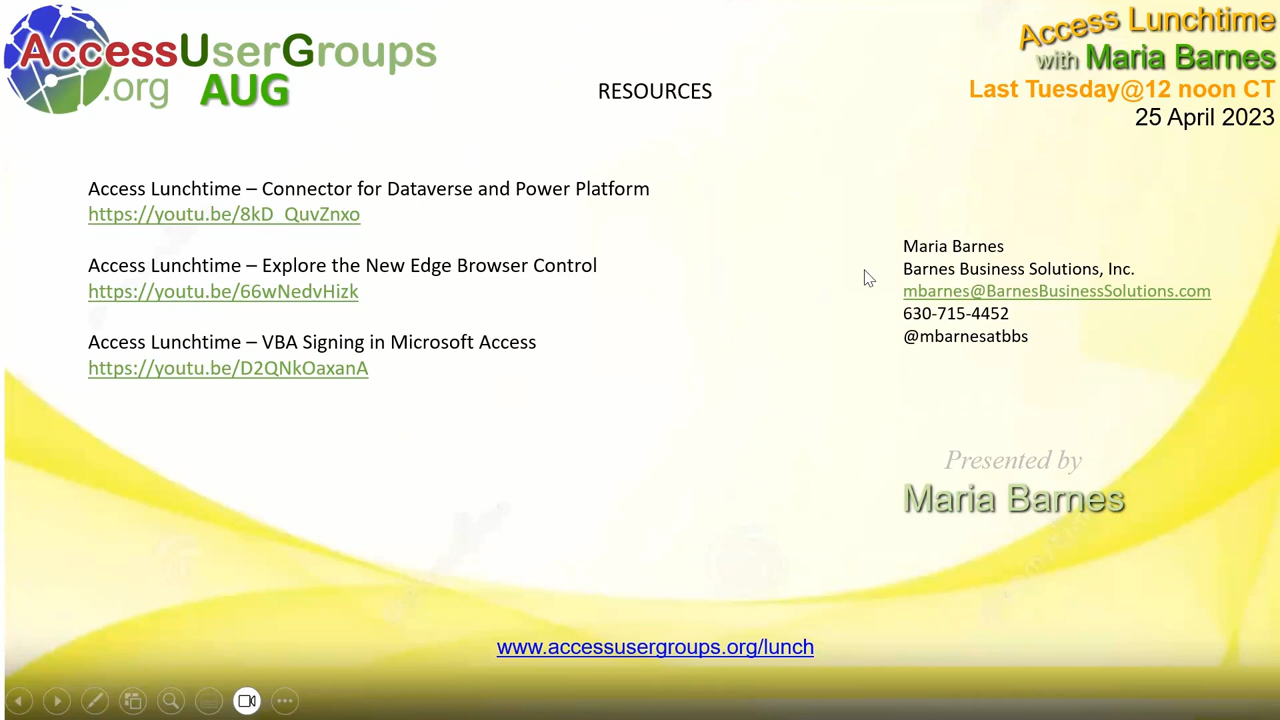 AccessUserGroups
.org AUG
RESOURCES
Access Lunchtime
with Maria Barnes
Last Tuesday@12 noon CT
25 April 2023
Access Lunchtime – Connector for Dataverse and Power Platform
https://youtu.be/8kD_QuvZnxo
Access Lunchtime – Explore the New Edge Browser Control
https://youtu.be/66wNedvHizk
Access Lunchtime – VBA Signing in Microsoft Access
https://youtu.be/D2QNkOaxanA
Maria Barnes
Barnes Business Solutions, Inc.
mbarnes@BarnesBusinessSolutions.com
630-715-4452
@mbarnesatbbs
Presented by
Maria Barnes
www.accessusergroups.org/lunch